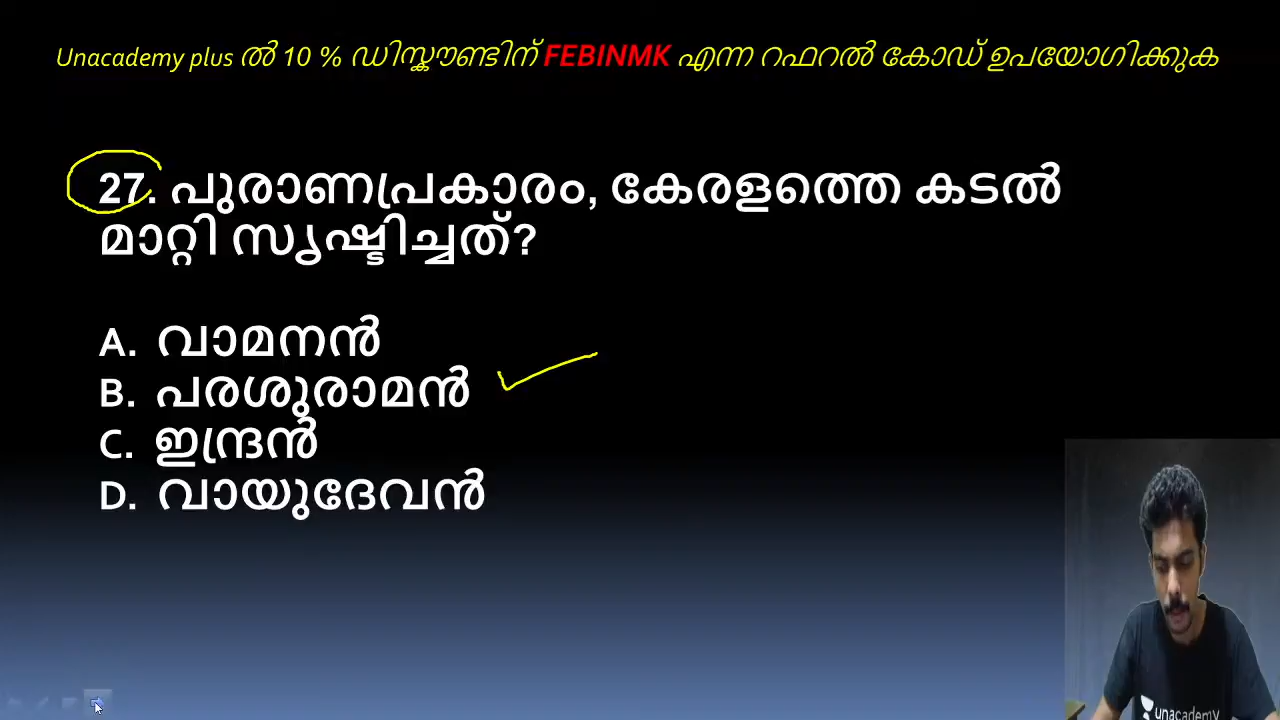 Unacademy plus ൽ 10 % ഡിസ്കൗണ്ടിന് FEBINMK എന്ന റഫറൽ കോഡ് ഉപയോഗിക്കുക
27. പുരാണപ്രകാരം, കേരളത്തെ കടൽ
മാറ്റി സൃഷ്ടിച്ചത്?
A. വാമനൻ
B. പരശുരാമൻ
C. ഇന്ദ്രൻ
D. വായുദേവൻ
unacademy